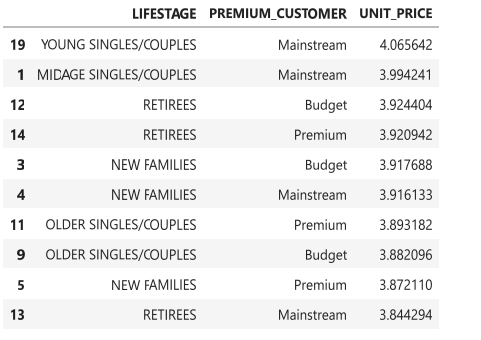 LIFESTAGE PREMIUM_CUSTOMER UNIT_PRICE
19 YOUNG SINGLES/COUPLES Mainstream 4.065642
1 MIDAGE SINGLES/COUPLES Mainstream 3.994241
12 RETIREES Budget 3.924404
14 RETIREES Premium 3.920942
3 NEW FAMILIES Budget 3.917688
4 NEW FAMILIES Mainstream 3.916133
11 OLDER SINGLES/COUPLES Premium 3.893182
9 OLDER SINGLES/COUPLES Budget 3.882096
5 NEW FAMILIES Premium 3.872110
13 RETIREES Mainstream 3.844294